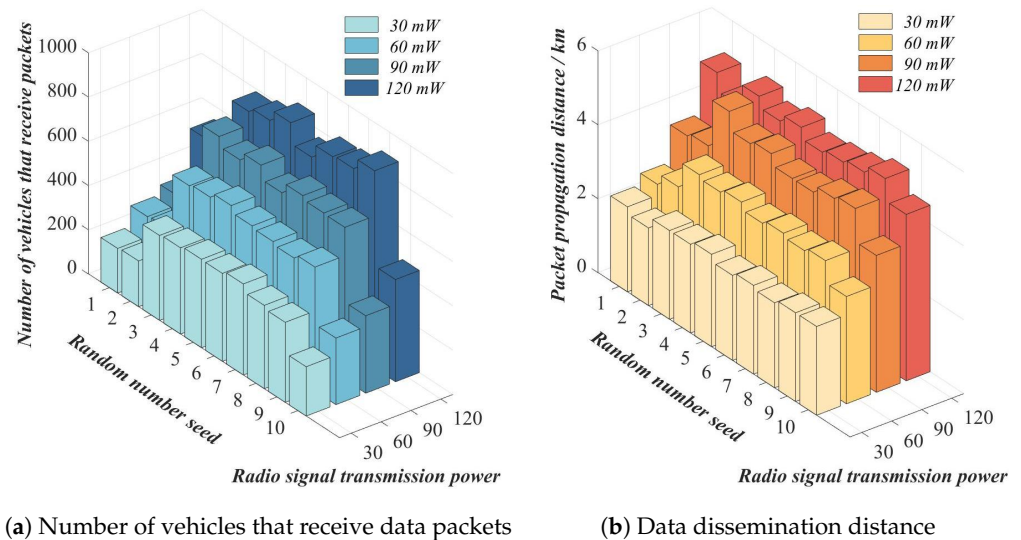 Number of vehicles that receive packets
1000
800
600
400
200
0
30 mW
60 mW
90 mW
120 mW
1
2
3
4
5
6
7
8
9
10
Random number seed
30
60
90
120
Radio signal transmission power
(a) Number of vehicles that receive data packets
Packet propagation distance / km
6
4
2
0
30 mW
60 mW
90 mW
120 mW
1
2
3
4
5
6
7
8
9
10
Random number seed
30
60
90
120
Radio signal transmission power
(b) Data dissemination distance